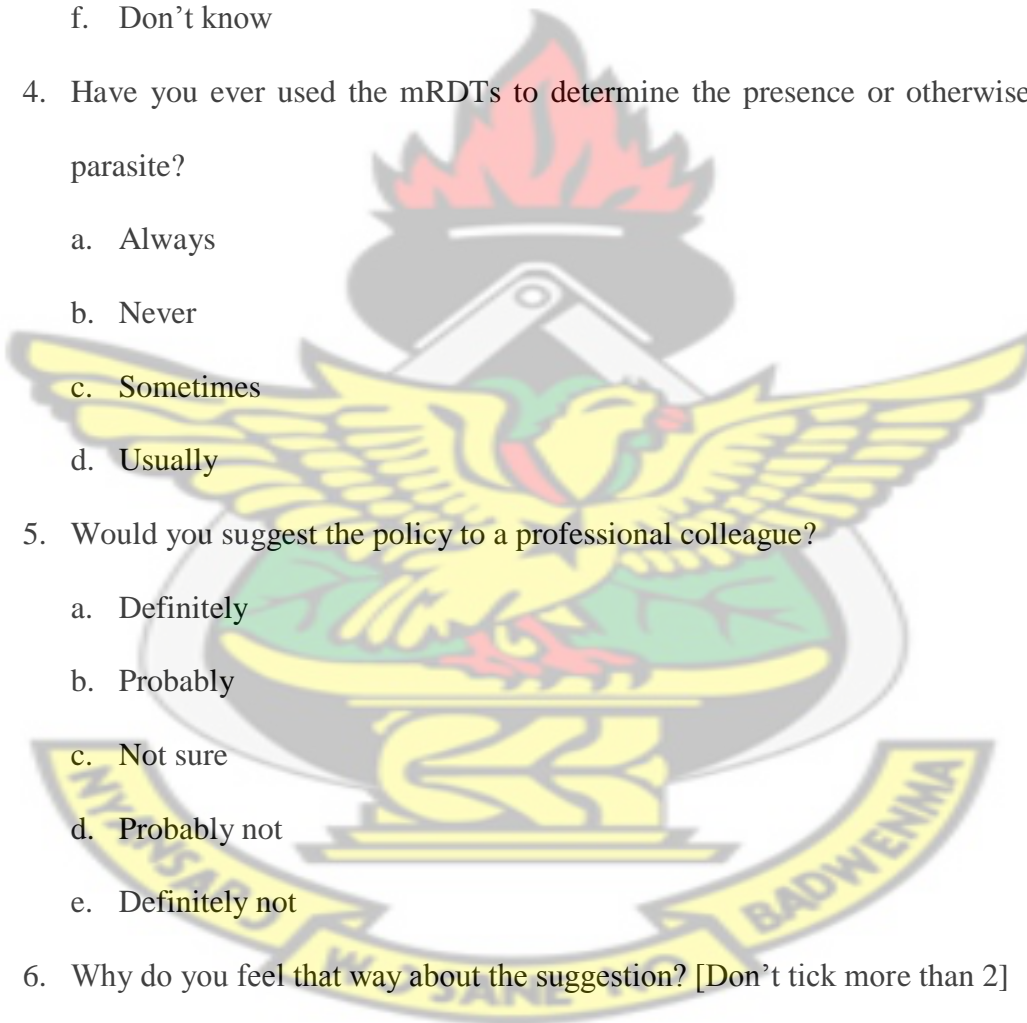 f. Don’t know
4. Have you ever used the mRDTs to determine the presence or otherwise
parasite?
a. Always
b. Never
c. Sometimes
d. Usually
5. Would you suggest the policy to a professional colleague?
a. Definitely
b. Probably
c. Not sure
d. Probably not
e. Definitely not
6. Why do you feel that way about the suggestion? [Don’t tick more than 2]
BADWENMA
SANE